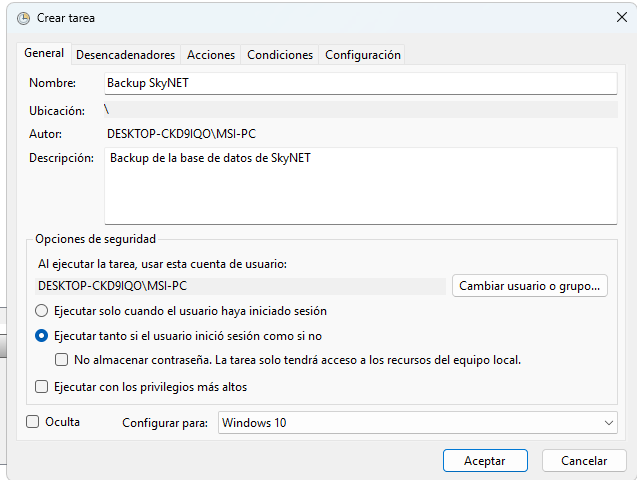 Crear tarea
General Desencadenadores Acciones Condiciones Configuración
Nombre: Backup SkyNET
Ubicación: \
Autor: DESKTOP-CKD9IQO\MSI-PC
Descripción: Backup de la base de datos de SkyNET
Opciones de seguridad
Al ejecutar la tarea, usar esta cuenta de usuario:
DESKTOP-CKD9IQO\MSI-PC Cambiar usuario o grupo...
Ejecutar solo cuando el usuario haya iniciado sesión
Ejecutar tanto si el usuario inició sesión como si no
No almacenar contraseña. La tarea solo tendrá acceso a los recursos del equipo local.
Ejecutar con los privilegios más altos
Oculta Configurar para: Windows 10
Aceptar Cancelar